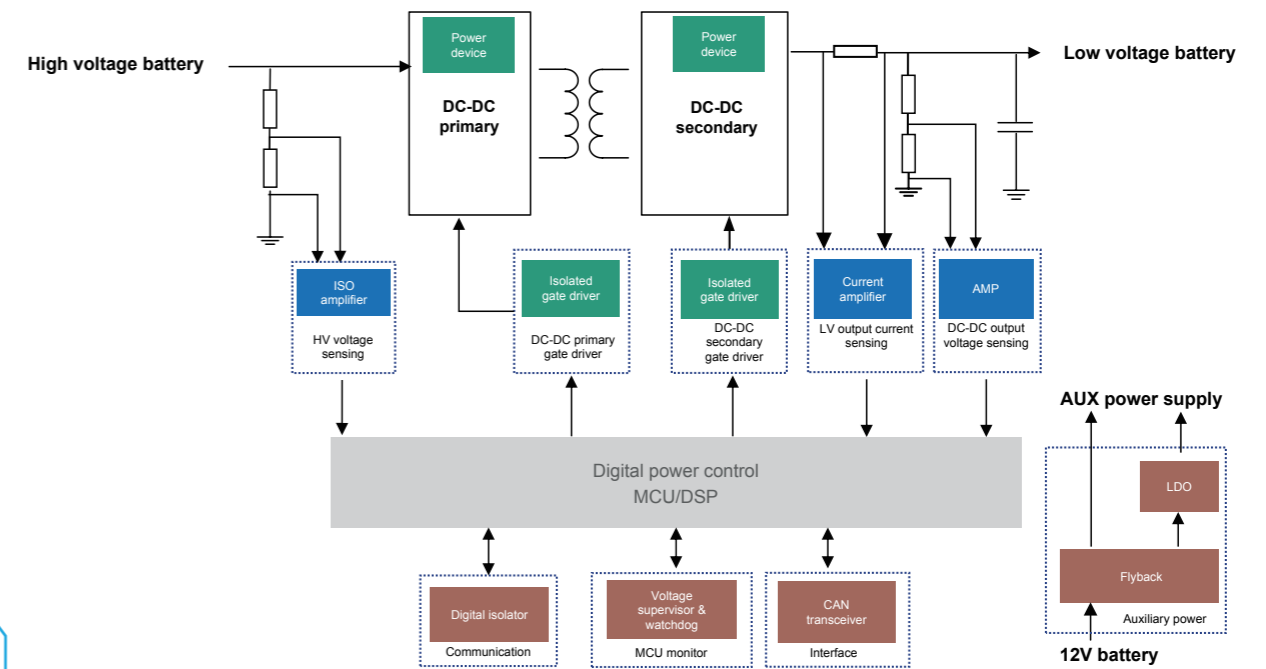 High voltage battery
Power
device
DC-DC
primary
Power
device
DC-DC
secondary
Low voltage battery
ISO
amplifier
HV voltage
sensing
Isolated
gate driver
DC-DC primary
gate driver
Isolated
gate driver
DC-DC
secondary
gate driver
Current
amplifier
LV output current
sensing
AMP
DC-DC output
voltage sensing
Digital power control
MCU/DSP
AUX power supply
LDO
Flyback
Auxiliary power
12V battery
Digital isolator
Communication
Voltage
supervisor &
watchdog
MCU monitor
CAN
transceiver
Interface